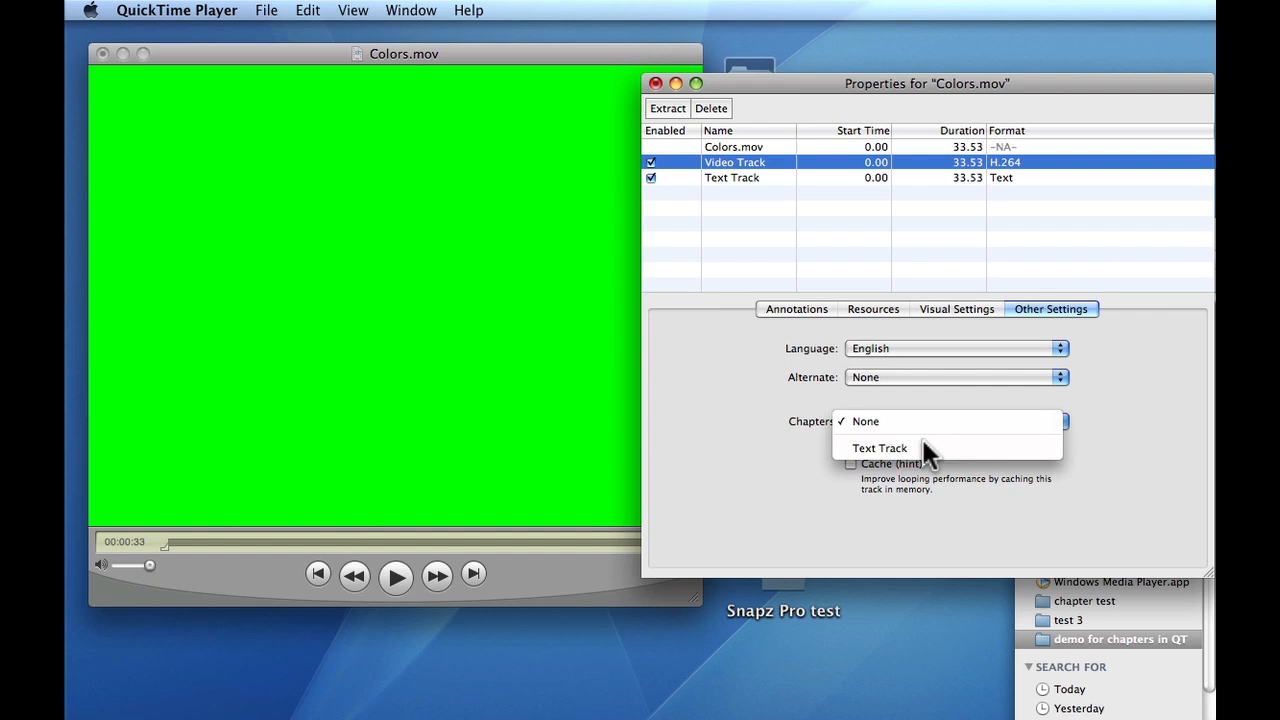 QuickTime Player File Edit View Window Help
Colors.mov
Properties for "Colors.mov"
Extract Delete
Enabled Name Start Time Duration Format
Colors.mov 0.00 33.53 -NA-
Video Track 0.00 33.53 H.264
Text Track 0.00 33.53 Text
Annotations Resources Visual Settings Other Settings
Language: English
Alternate: None
Chapters None
Text Track
Cache (hint)
Improve looping performance by caching this
track in memory.
00:00:33
Snapz Pro test
Windows Media Player.app
chapter test
test 3
demo for chapters in QT
SEARCH FOR
Today
Yesterday